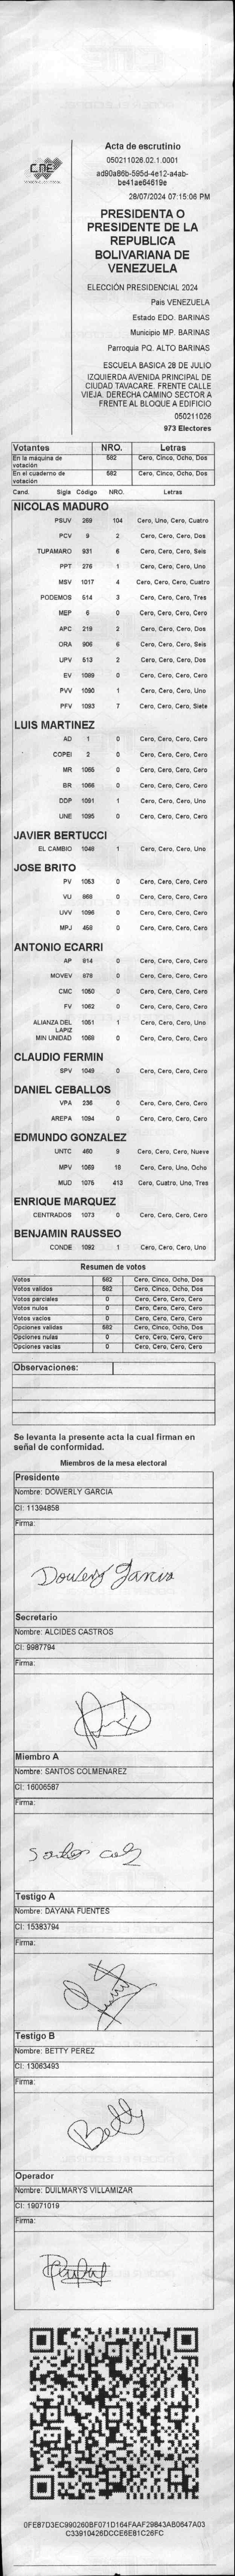 CNE
Acta de escrutinio
050211026.02.1.0001
ad90a86b-595d-4e12-a4ab-
be41ae64619e
28/07/2024 07:15:06 PM
PRESIDENTA O
PRESIDENTE DE LA
REPUBLICA
BOLIVARIANA DE
VENEZUELA
ELECCIÓN PRESIDENCIAL 2024
Pais VENEZUELA
Estado EDO. BARINAS
Municipio MP. BARINAS
Parroquia PQ. ALTO BARINAS
ESCUELA BASICA 28 DE JULIO
IZQUIERDA AVENIDA PRINCIPAL DE
CIUDAD TAVACARE. FRENTE CALLE
VIEJA. DERECHA CAMINO SECTOR A
FRENTE AL BLOQUE A EDIFICIO
050211026
973 Electores
Votantes NRO. Letras
En la máquina de votación 582 Cero, Cinco, Ocho, Dos
En el cuaderno de votación 582 Cero, Cinco, Ocho, Dos
Cand. Sigla Código NRO. Letras
NICOLAS MADURO
PSUV 269 104 Cero, Uno, Cero, Cuatro
PCV 9 2 Cero, Cero, Cero, Dos
TUPAMARO 931 6 Cero, Cero, Cero, Seis
PPT 276 1 Cero, Cero, Cero, Uno
MSV 1017 4 Cero, Cero, Cero, Cuatro
PODEMOS 514 3 Cero, Cero, Cero, Tres
MEP 6 0 Cero, Cero, Cero, Cero
APC 219 2 Cero, Cero, Cero, Dos
ORA 906 6 Cero, Cero, Cero, Seis
UPV 513 2 Cero, Cero, Cero, Dos
EV 1089 0 Cero, Cero, Cero, Cero
PVV 1090 1 Cero, Cero, Cero, Uno
PFV 1093 7 Cero, Cero, Cero, Siete
LUIS MARTINEZ
AD 1 0 Cero, Cero, Cero, Cero
COPEI 2 0 Cero, Cero, Cero, Cero
MR 1065 0 Cero, Cero, Cero, Cero
BR 1066 0 Cero, Cero, Cero, Cero
DDP 1091 1 Cero, Cero, Cero, Uno
UNE 1095 0 Cero, Cero, Cero, Cero
JAVIER BERTUCCI
EL CAMBIO 1048 1 Cero, Cero, Cero, Uno
JOSE BRITO
PV 1053 0 Cero, Cero, Cero, Cero
VU 868 0 Cero, Cero, Cero, Cero
UVV 1096 0 Cero, Cero, Cero, Cero
MPJ 458 0 Cero, Cero, Cero, Cero
ANTONIO ECARRI
AP 814 0 Cero, Cero, Cero, Cero
MOVEV 878 0 Cero, Cero, Cero, Cero
CMC 1050 0 Cero, Cero, Cero, Cero
FV 1062 0 Cero, Cero, Cero, Cero
ALIANZA DEL LAPIZ 1051 1 Cero, Cero, Cero, Uno
MIN UNIDAD 1068 0 Cero, Cero, Cero, Cero
CLAUDIO FERMIN
SPV 1049 0 Cero, Cero, Cero, Cero
DANIEL CEBALLOS
VPA 236 0 Cero, Cero, Cero, Cero
AREPA 1094 0 Cero, Cero, Cero, Cero
EDMUNDO GONZALEZ
UNTC 460 9 Cero, Cero, Cero, Nueve
MPV 1069 18 Cero, Cero, Uno, Ocho
MUD 1075 413 Cero, Cuatro, Uno, Tres
ENRIQUE MARQUEZ
CENTRADOS 1073 0 Cero, Cero, Cero, Cero
BENJAMIN RAUSSEO
CONDE 1092 1 Cero, Cero, Cero, Uno
Resumen de votos
Votos 582 Cero, Cinco, Ocho, Dos
Votos validos 582 Cero, Cinco, Ocho, Dos
Votos parciales 0 Cero, Cero, Cero, Cero
Votos nulos 0 Cero, Cero, Cero, Cero
Votos vacios 0 Cero, Cero, Cero, Cero
Opciones validas 582 Cero, Cinco, Ocho, Dos
Opciones nulas 0 Cero, Cero, Cero, Cero
Opciones vacias 0 Cero, Cero, Cero, Cero
Observaciones:
Se levanta la presente acta la cual firman en
señal de conformidad.
Miembros de la mesa electoral
Presidente
Nombre: DOWERLY GARCIA
CI: 11394858
Firma:
Dowerly Garcia
Secretario
Nombre: ALCIDES CASTROS
CI: 9987794
Firma:
Miembro A
Nombre: SANTOS COLMENAREZ
CI: 16006587
Firma:
Santos Col
Testigo A
Nombre: DAYANA FUENTES
CI: 15383794
Firma:
Testigo B
Nombre: BETTY PEREZ
CI: 13063493
Firma:
Betty
Operador
Nombre: DUILMARYS VILLAMIZAR
CI: 19071019
Firma:
0FE87D3EC990260BF071D164FAAF29843AB0647A03
C33910426DCCE6E81C26FC